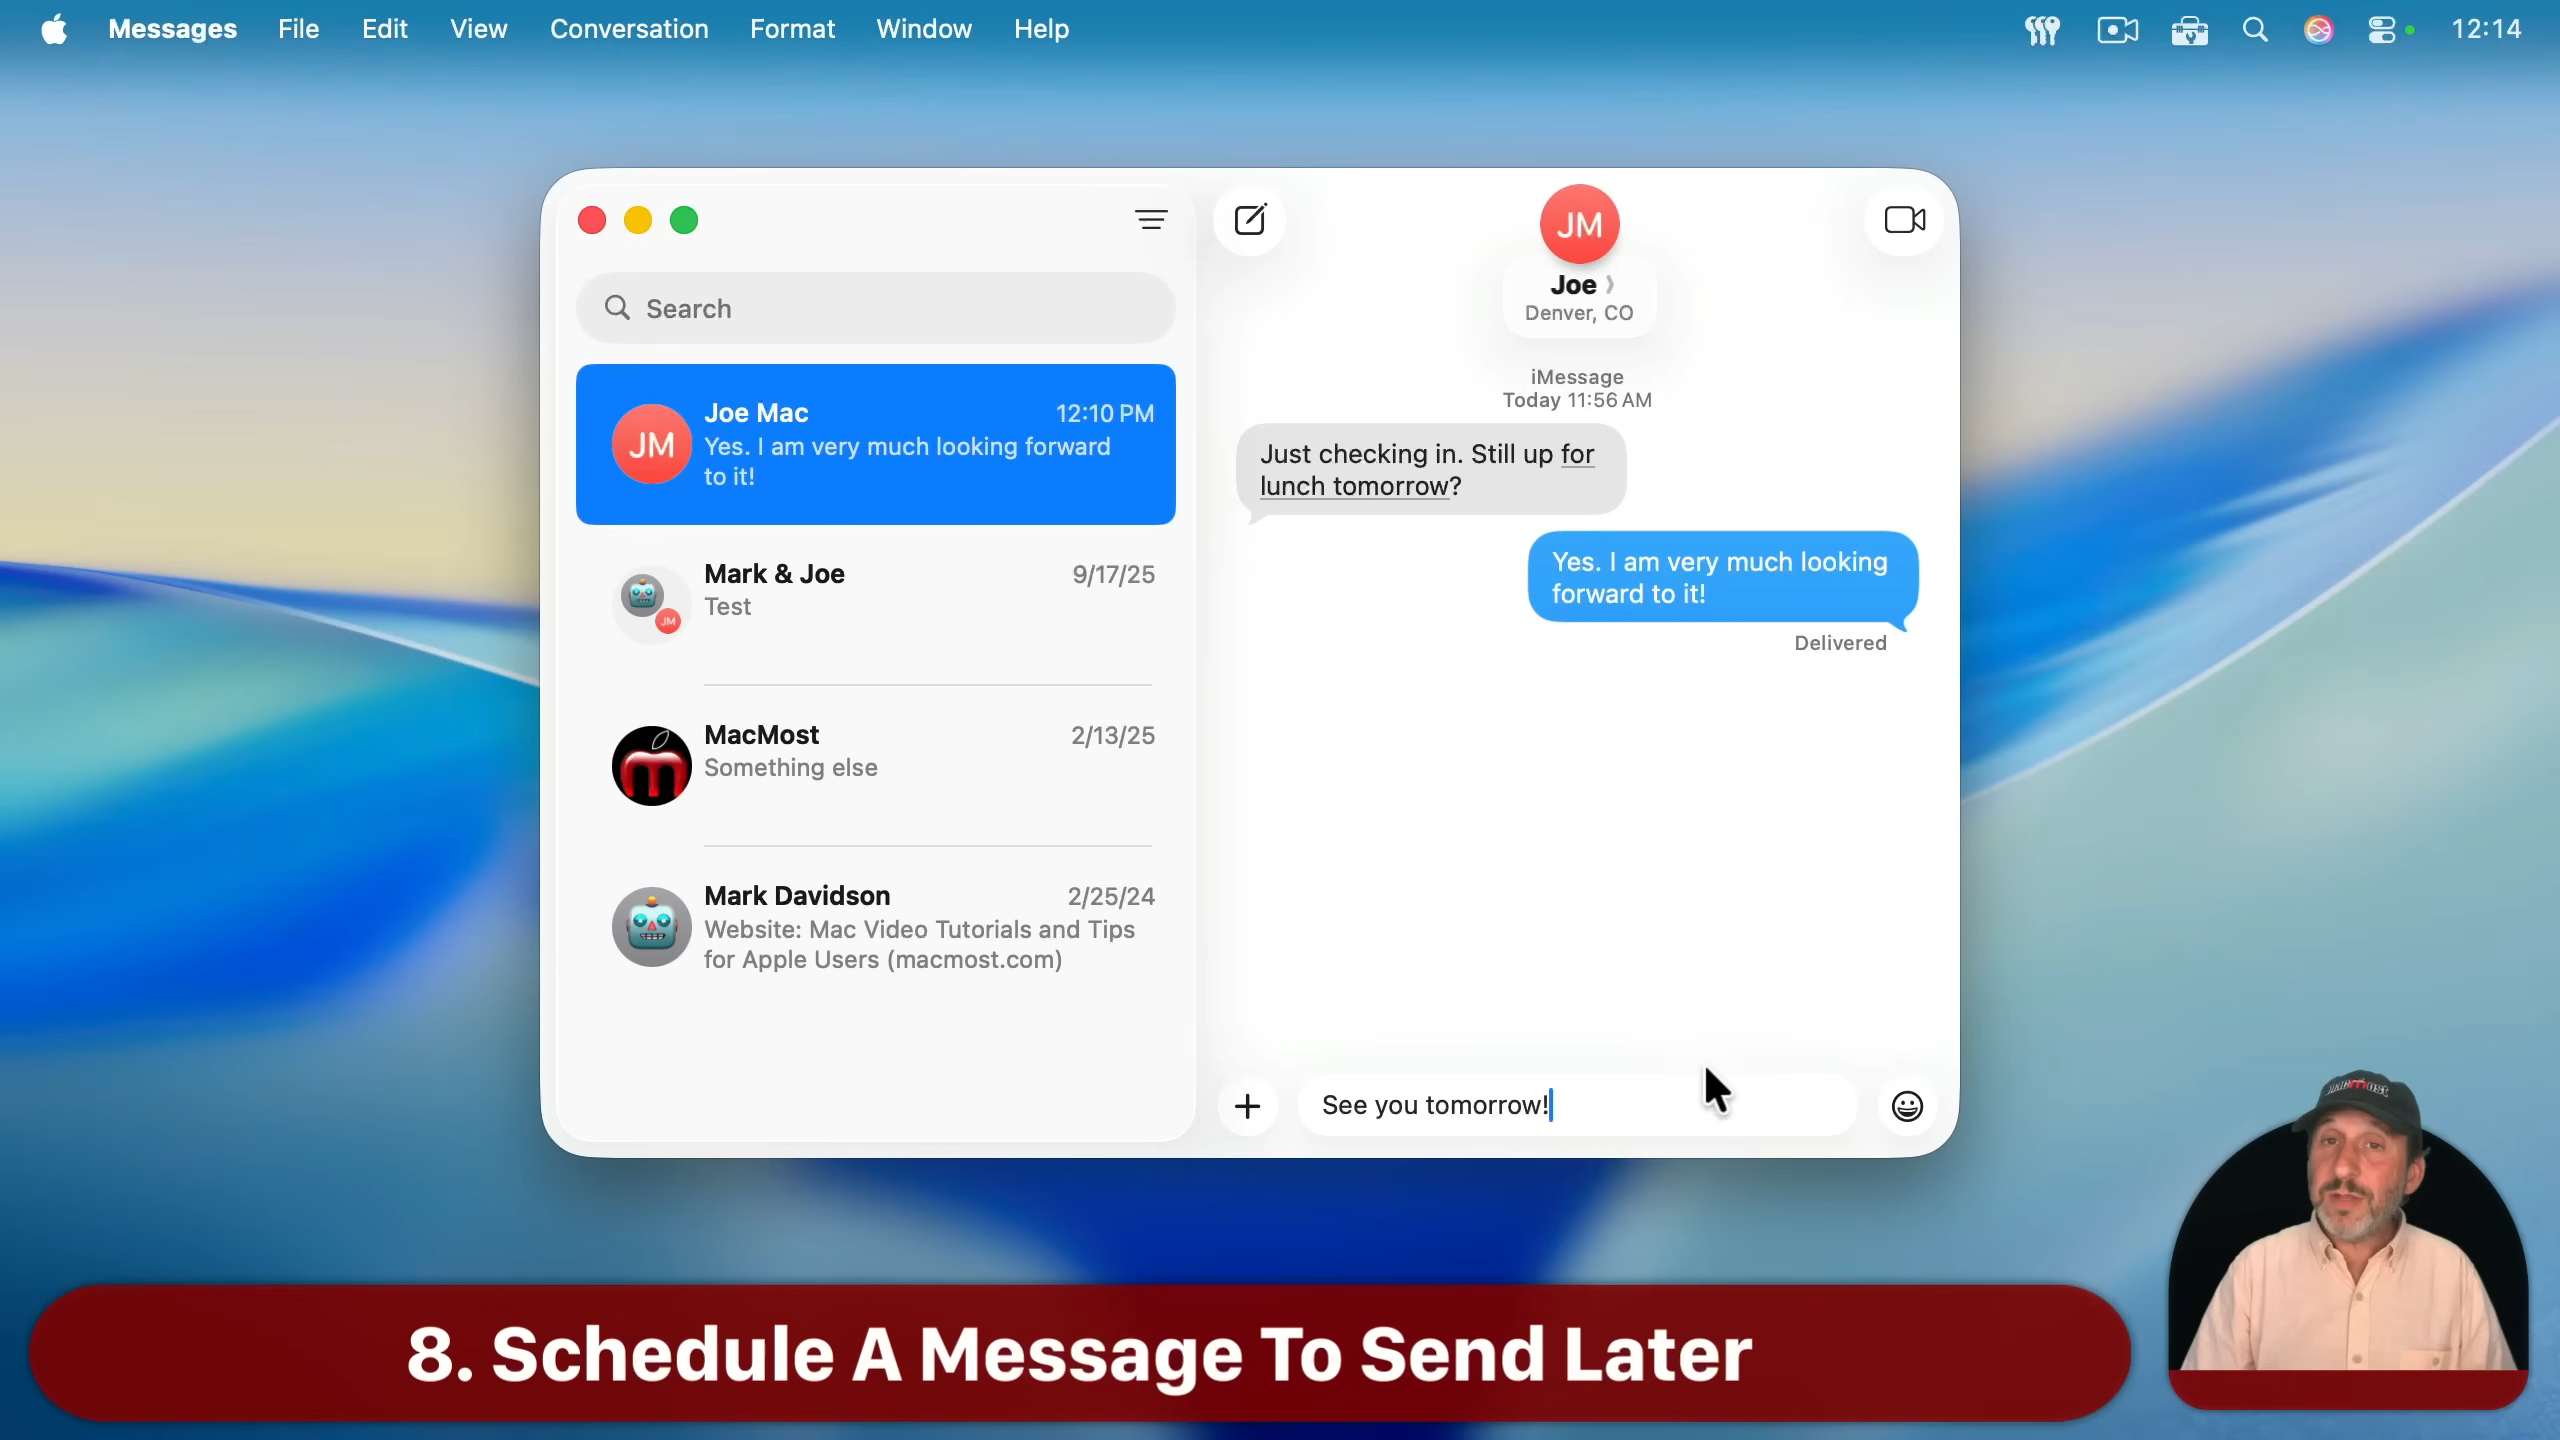 Messages File Edit View Conversation Format Window Help 12:14
Search
Joe Mac 12:10 PM
JM
Yes. I am very much looking forward
to it!
Mark & Joe 9/17/25
Test
JM
MacMost 2/13/25
Something else
Mark Davidson 2/25/24
Website: Mac Video Tutorials and Tips
for Apple Users (macmost.com)
JM
Joe
Denver, CO
iMessage
Today 11:56 AM
Just checking in. Still up for
lunch tomorrow?
Yes. I am very much looking
forward to it!
Delivered
See you tomorrow!
macmost
8. Schedule A Message To Send Later